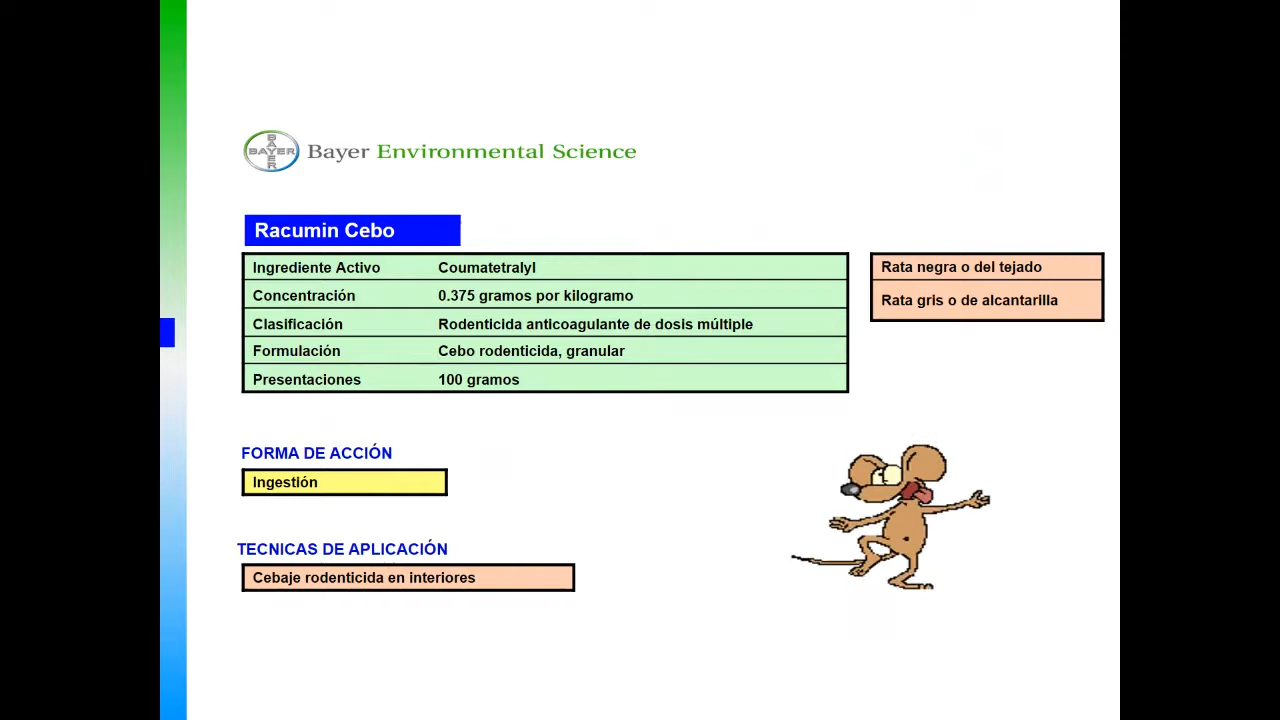 BAYER
BAYER
Bayer Environmental Science
Racumin Cebo
Ingrediente Activo Coumatetralyl
Concentración 0.375 gramos por kilogramo
Clasificación Rodenticida anticoagulante de dosis múltiple
Formulación Cebo rodenticida, granular
Presentaciones 100 gramos
Rata negra o del tejado
Rata gris o de alcantarilla
FORMA DE ACCIÓN
Ingestión
TECNICAS DE APLICACIÓN
Cebaje rodenticida en interiores